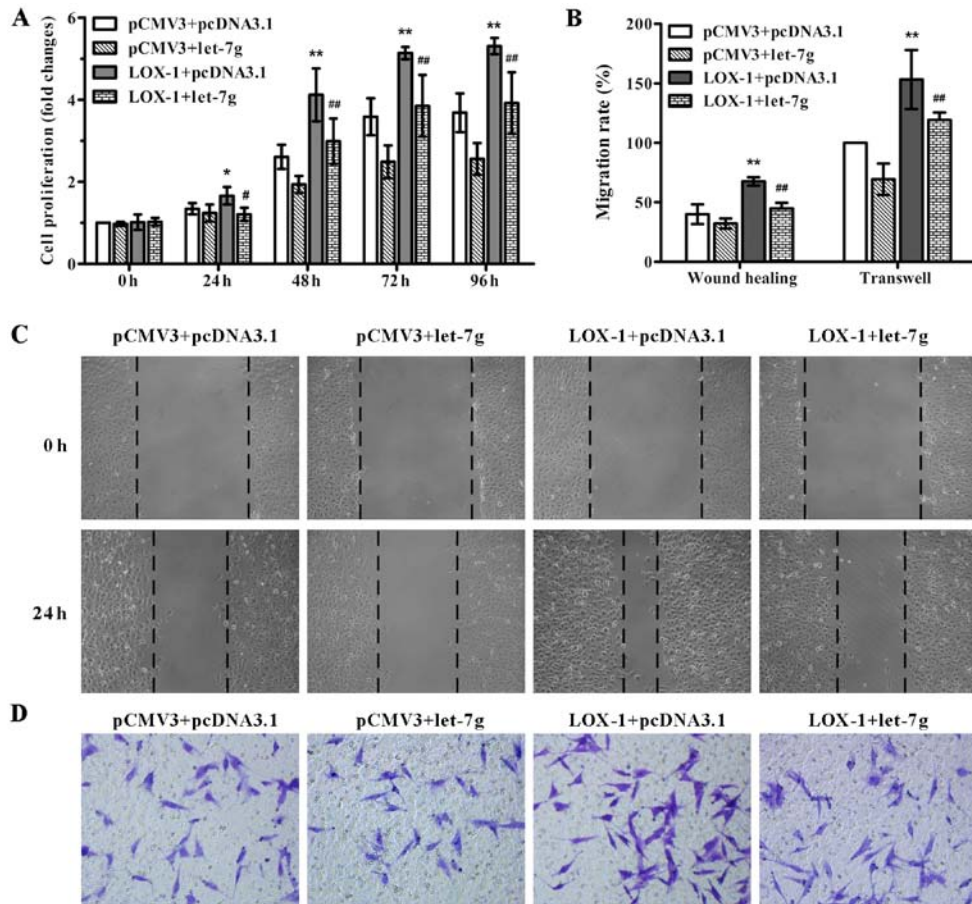 A
pCMV3+pcDNA3.1
pCMV3+let-7g
LOX-1+pcDNA3.1
LOX-1+let-7g
Cell proliferation (fold changes)
6
4
2
0
* # ** ## ** ## ** ##
0 h 24 h 48 h 72 h 96 h
B
pCMV3+pcDNA3.1
pCMV3+let-7g
LOX-1+pcDNA3.1
LOX-1+let-7g
Migration rate (%)
200
150
100
50
0
** ## ** ##
Wound healing Transwell
C
pCMV3+pcDNA3.1 pCMV3+let-7g LOX-1+pcDNA3.1 LOX-1+let-7g
0 h
24 h
D
pCMV3+pcDNA3.1 pCMV3+let-7g LOX-1+pcDNA3.1 LOX-1+let-7g